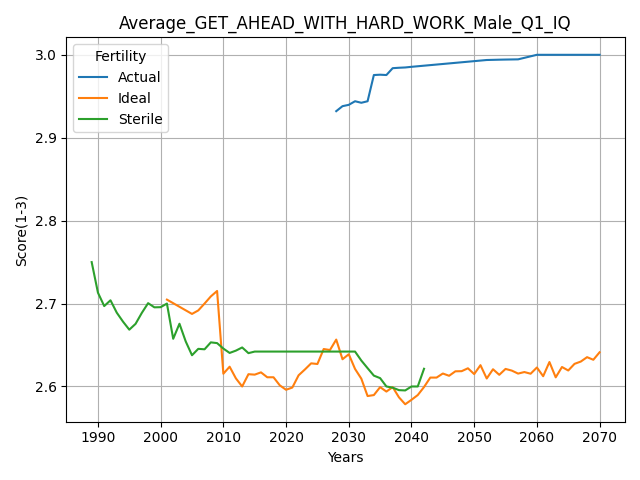 Average_GET_AHEAD_WITH_HARD_WORK_Male_Q1_IQ
Fertility
Actual
Ideal
Sterile
Score(1-3)
3.0
2.9
2.8
2.7
2.6
1990 2000 2010 2020 2030 2040 2050 2060 2070
Years